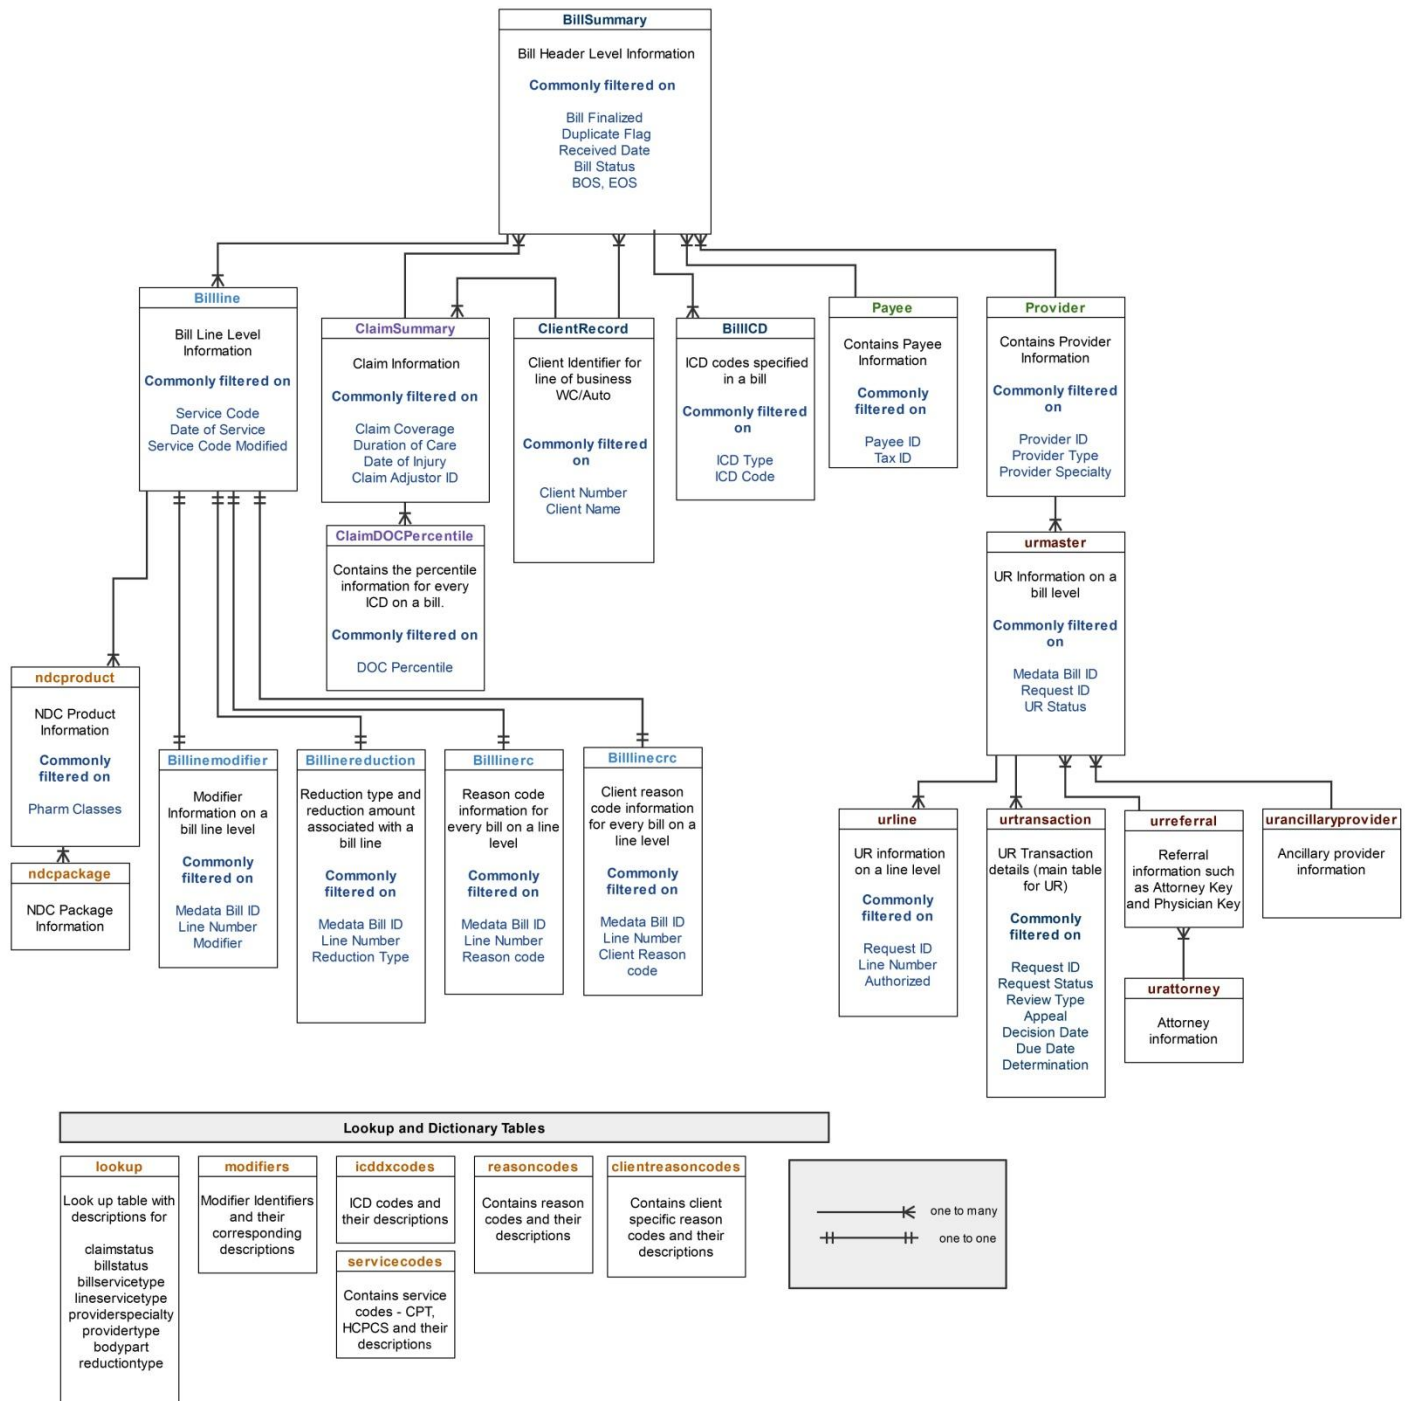 BillSummary
Bill Header Level Information
Commonly filtered on
Bill Finalized
Duplicate Flag
Received Date
Bill Status
BOS, EOS
Billline
Bill Line Level
Information
Commonly filtered on
Service Code
Date of Service
Service Code Modified
ClaimSummary
Claim Information
Commonly filtered on
Claim Coverage
Duration of Care
Date of Injury
Claim Adjustor ID
ClientRecord
Client Identifier for
line of business
WC/Auto
Commonly filtered
on
Client Number
Client Name
BillICD
ICD codes specified
in a bill
Commonly filtered
on
ICD Type
ICD Code
Payee
Contains Payee
Information
Commonly
filtered on
Payee ID
Tax ID
Provider
Contains Provider
Information
Commonly filtered
on
Provider ID
Provider Type
Provider Specialty
ClaimDOCPercentile
Contains the percentile
information for every
ICD on a bill.
Commonly filtered on
DOC Percentile
urmaster
UR Information on a
bill level
Commonly filtered
on
Medata Bill ID
Request ID
UR Status
ndcproduct
NDC Product
Information
Commonly
filtered on
Pharm Classes
ndcpackage
NDC Package
Information
Billinemodifier
Modifier
Information on a
bill line level
Commonly
filtered on
Medata Bill ID
Line Number
Modifier
Billinereduction
Reduction type and
reduction amount
associated with a
bill line
Commonly
filtered on
Medata Bill ID
Line Number
Reduction Type
Billlinerc
Reason code
information for
every bill on a line
level
Commonly
filtered on
Medata Bill ID
Line Number
Reason code
Billlinecrc
Client reason
code information
for every bill on a
line level
Commonly
filtered on
Medata Bill ID
Line Number
Client Reason
code
urline
UR information
on a line level
Commonly
filtered on
Request ID
Line Number
Authorized
urtransaction
UR Transaction
details (main table
for UR)
Commonly
filtered on
Request ID
Request Status
Review Type
Appeal
Decision Date
Due Date
Determination
urreferral
Referral
information such
as Attorney Key
and Physician Key
urancillaryprovider
Ancillary provider
information
urattorney
Attorney
information
Lookup and Dictionary Tables
lookup
Look up table with
descriptions for
claimstatus
billstatus
billservicetype
lineservicetype
providerspecialty
providertype
bodypart
reductiontype
modifiers
Modifier Identifiers
and their
corresponding
descriptions
icddxcodes
ICD codes and
their descriptions
servicecodes
Contains service
codes - CPT,
HCPCS and their
descriptions
reasoncodes
Contains reason
codes and their
descriptions
clientreasoncodes
Contains client
specific reason
codes and their
descriptions
one to many
one to one